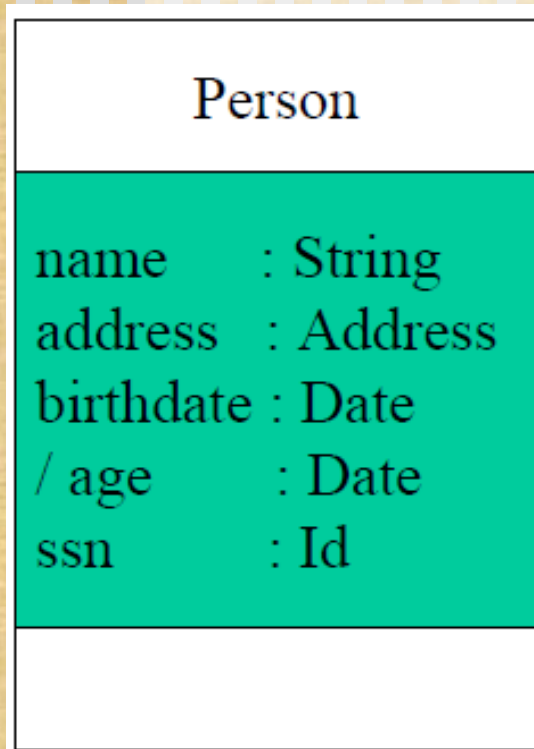 Person
name : String
address : Address
birthdate : Date
/ age : Date
ssn : Id